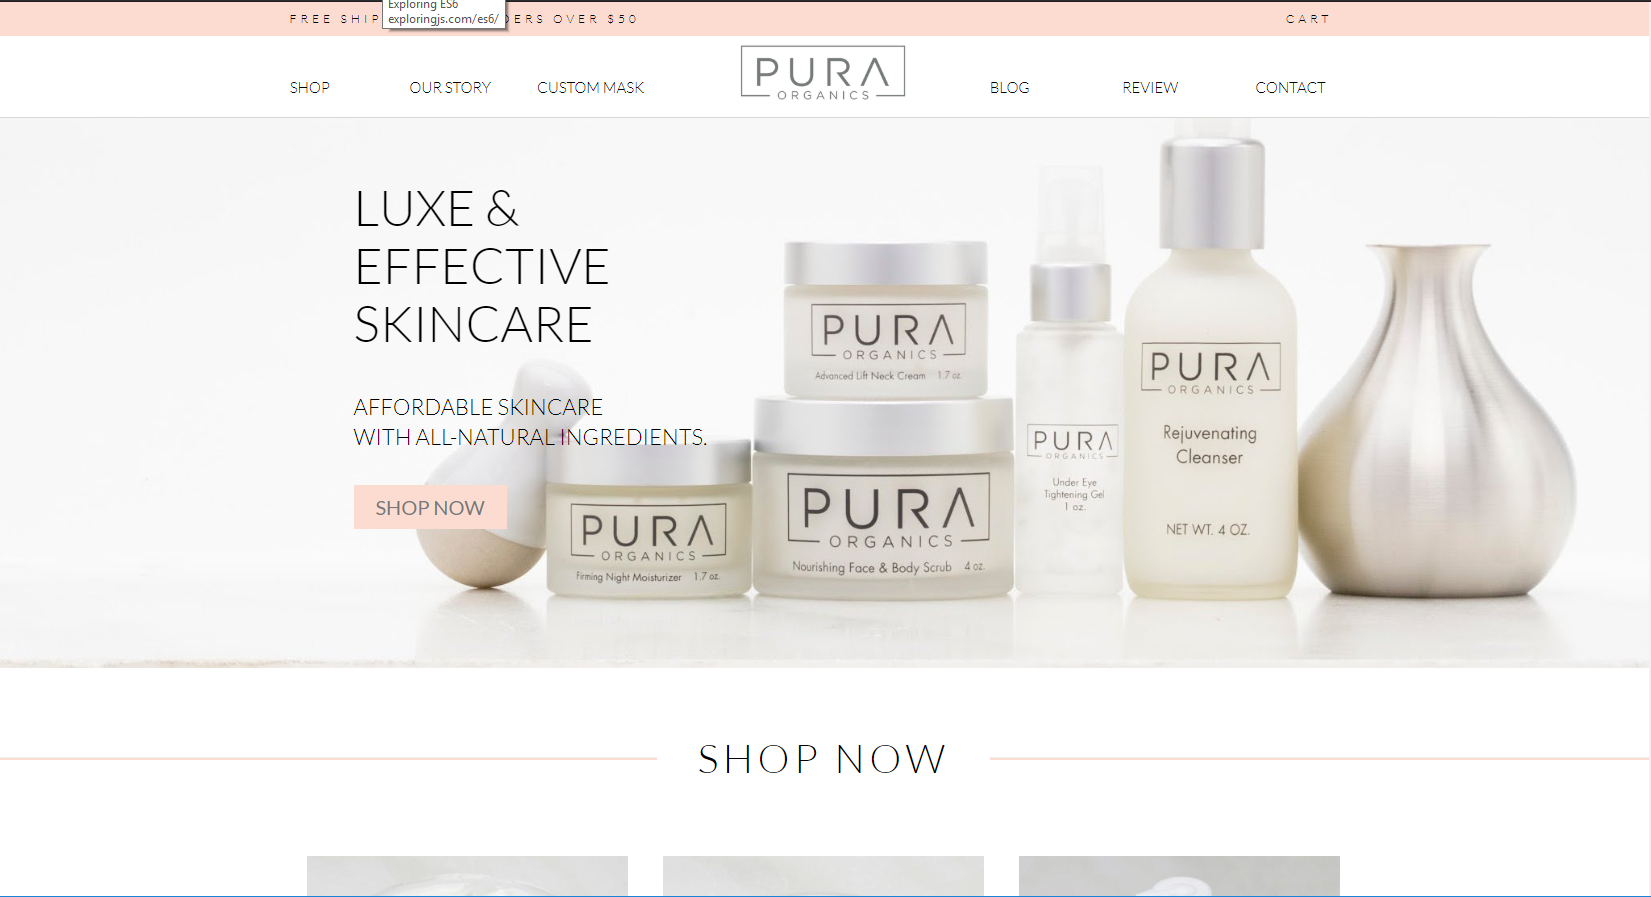 Exploring ES6
exploringjs.com/es6/
FREE SHIP DERS OVER $50
CART
SHOP
OUR STORY
CUSTOM MASK
PURA
ORGANICS
BLOG
REVIEW
CONTACT
LUXE &
EFFECTIVE
SKINCARE
AFFORDABLE SKINCARE
WITH ALL-NATURAL INGREDIENTS.
SHOP NOW
PURA
ORGANICS
Advanced Lift Neck Cream 1.7 oz.
PURA
ORGANICS
Firming Night Moisturizer 1.7 oz.
PURA
ORGANICS
Nourishing Face & Body Scrub 4 oz.
PURA
ORGANICS
Under Eye
Tightening Gel
1 oz.
PURA
ORGANICS
Rejuvenating
Cleanser
NET WT. 4 OZ.
SHOP NOW